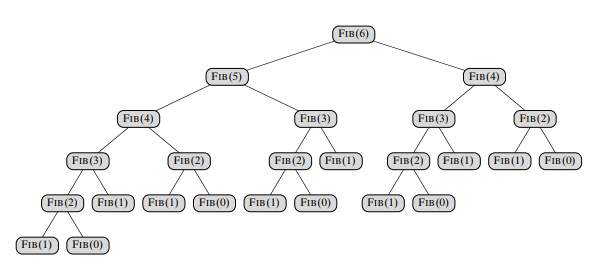 FIB(6)
FIB(5) FIB(4)
FIB(4) FIB(3) FIB(3) FIB(2)
FIB(3) FIB(2) FIB(2) FIB(1) FIB(2) FIB(1) FIB(1) FIB(0)
FIB(2) FIB(1) FIB(1) FIB(0) FIB(1) FIB(0) FIB(1) FIB(0)
FIB(1) FIB(0)